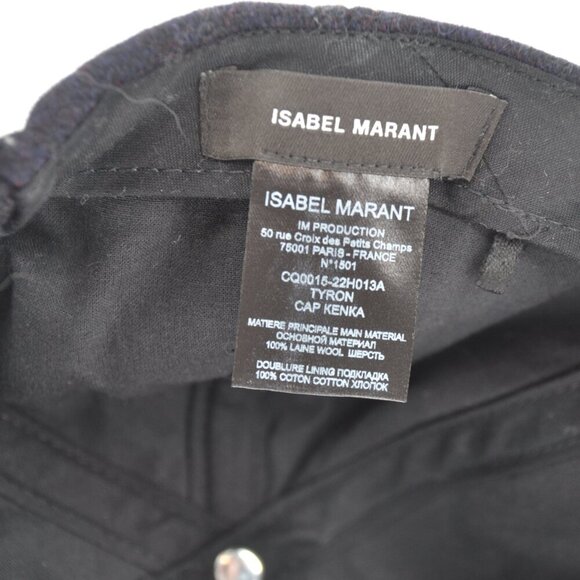 ISABEL MARANT
ISABEL MARANT
IM PRODUCTION
50 rue Croix des Petits Champs
75001 PARIS - FRANCE
N°1501
CQ0015-22H013A
TYRON
CAP KENKA
MATIERE PRINCIPALE MAIN MATERIAL
ОСНОВНОЙ МАТЕРИАЛ
100% LAINE WOOL ШЕРСТЬ
DOUBLURE LINING ПОДКЛАДКА
100% COTON COTTON ХЛОПОК